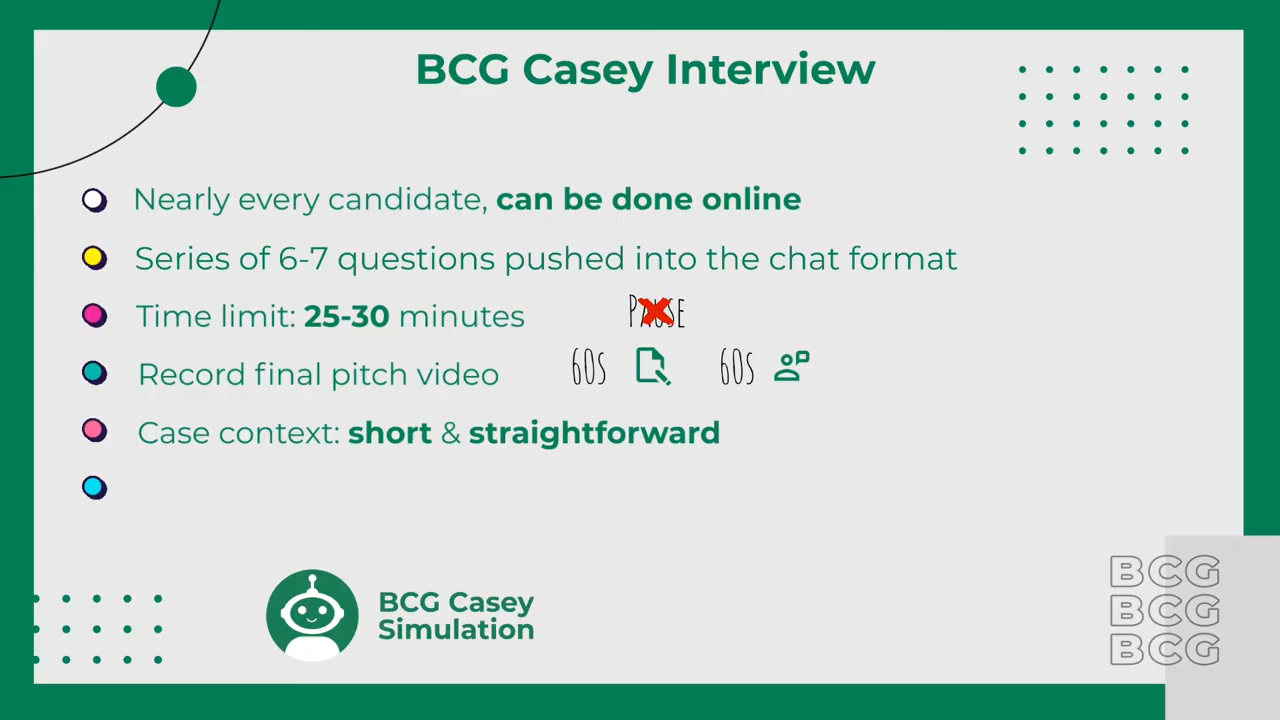 BCG Casey Interview
Nearly every candidate, can be done online
Series of 6-7 questions pushed into the chat format
Time limit: 25-30 minutes
PAUSE
Record final pitch video
60s
60s
Case context: short & straightforward
BCG Casey
Simulation
BCG
BCG
BCG